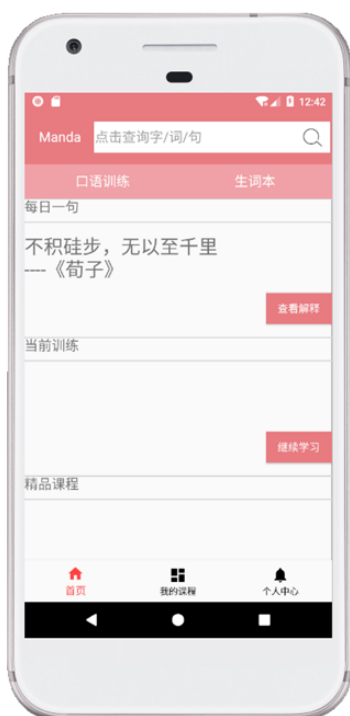 12:42
Manda 点击查询字/词/句
口语训练 生词本
每日一句
不积硅步，无以至千里
----《荀子》
查看解释
当前训练
继续学习
精品课程
首页 我的课程 个人中心